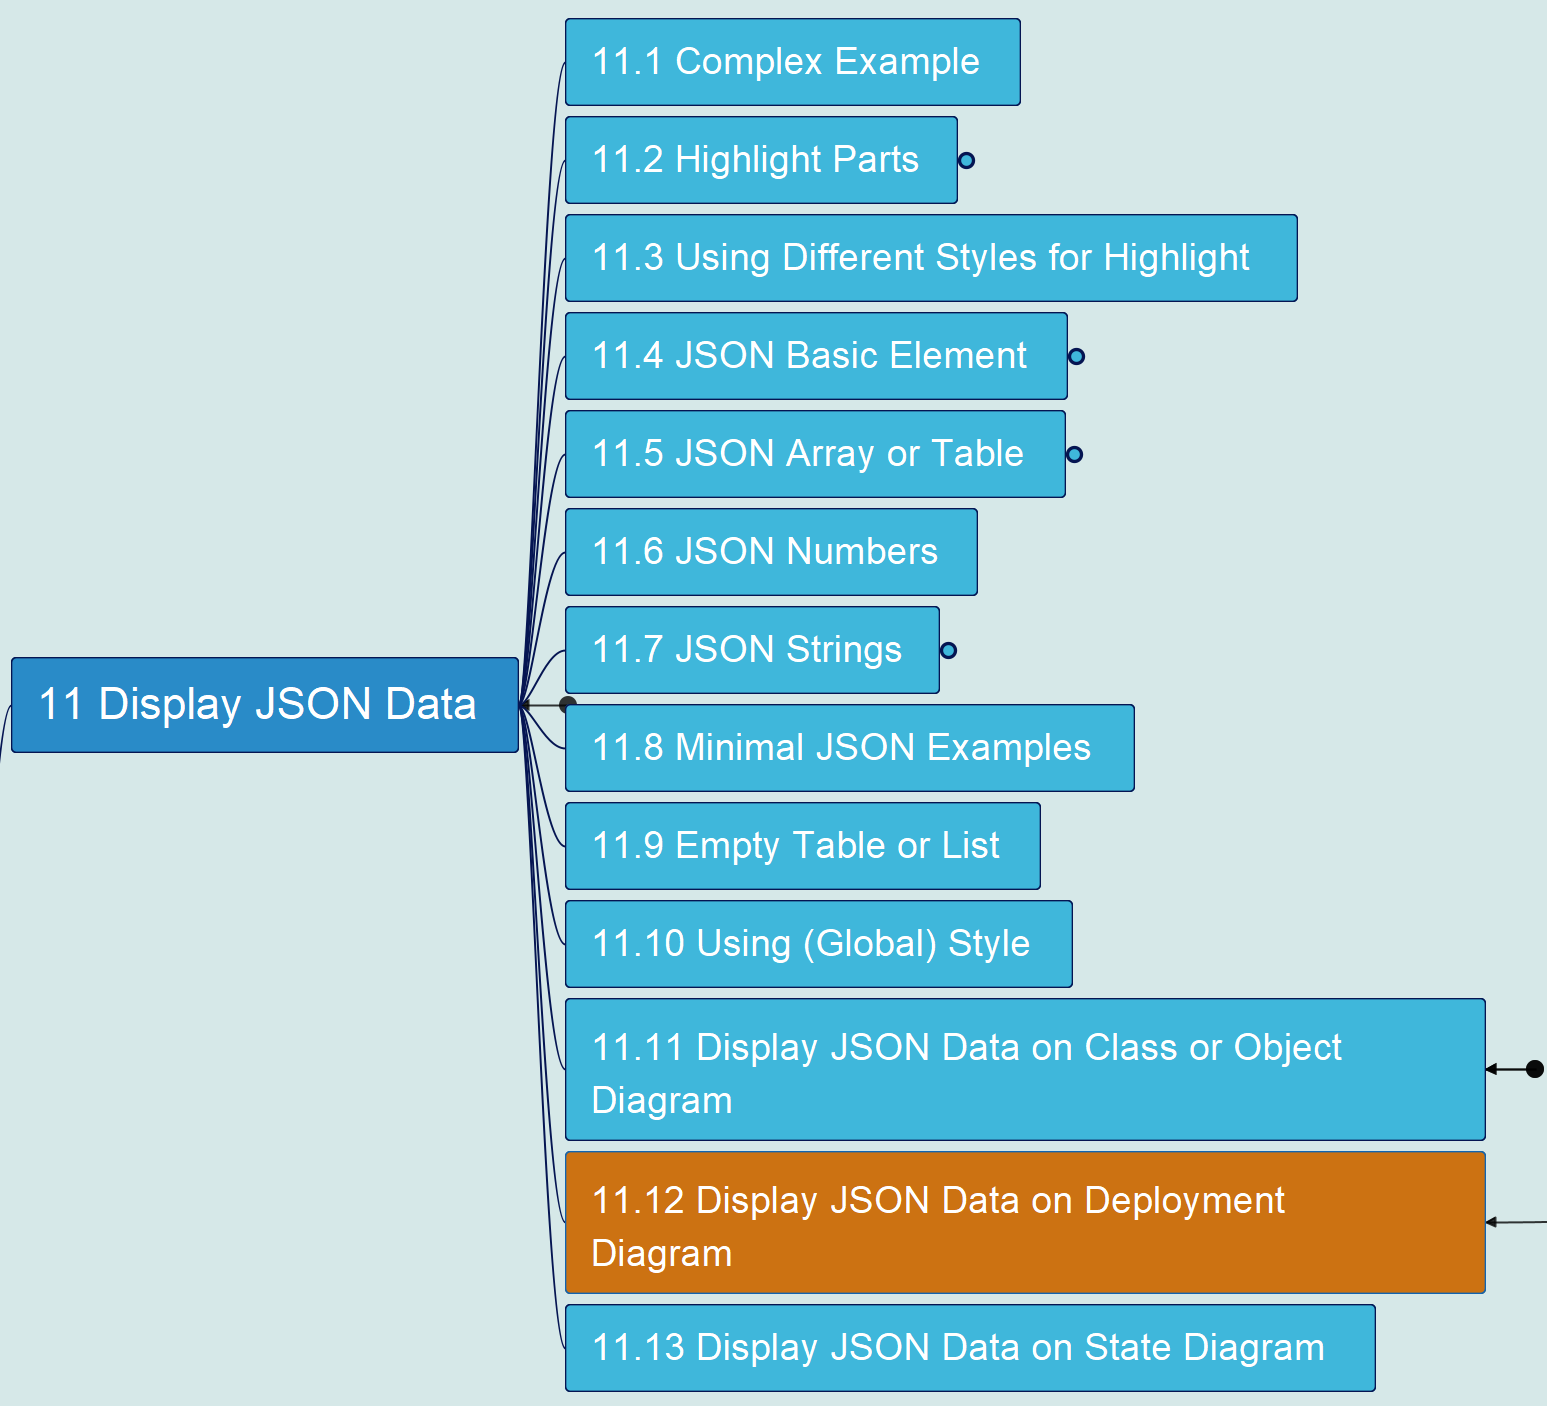 11.1 Complex Example
11.2 Highlight Parts
11.3 Using Different Styles for Highlight
11.4 JSON Basic Element
11.5 JSON Array or Table
11.6 JSON Numbers
11.7 JSON Strings
11 Display JSON Data
11.8 Minimal JSON Examples
11.9 Empty Table or List
11.10 Using (Global) Style
11.11 Display JSON Data on Class or Object
Diagram
11.12 Display JSON Data on Deployment
Diagram
11.13 Display JSON Data on State Diagram